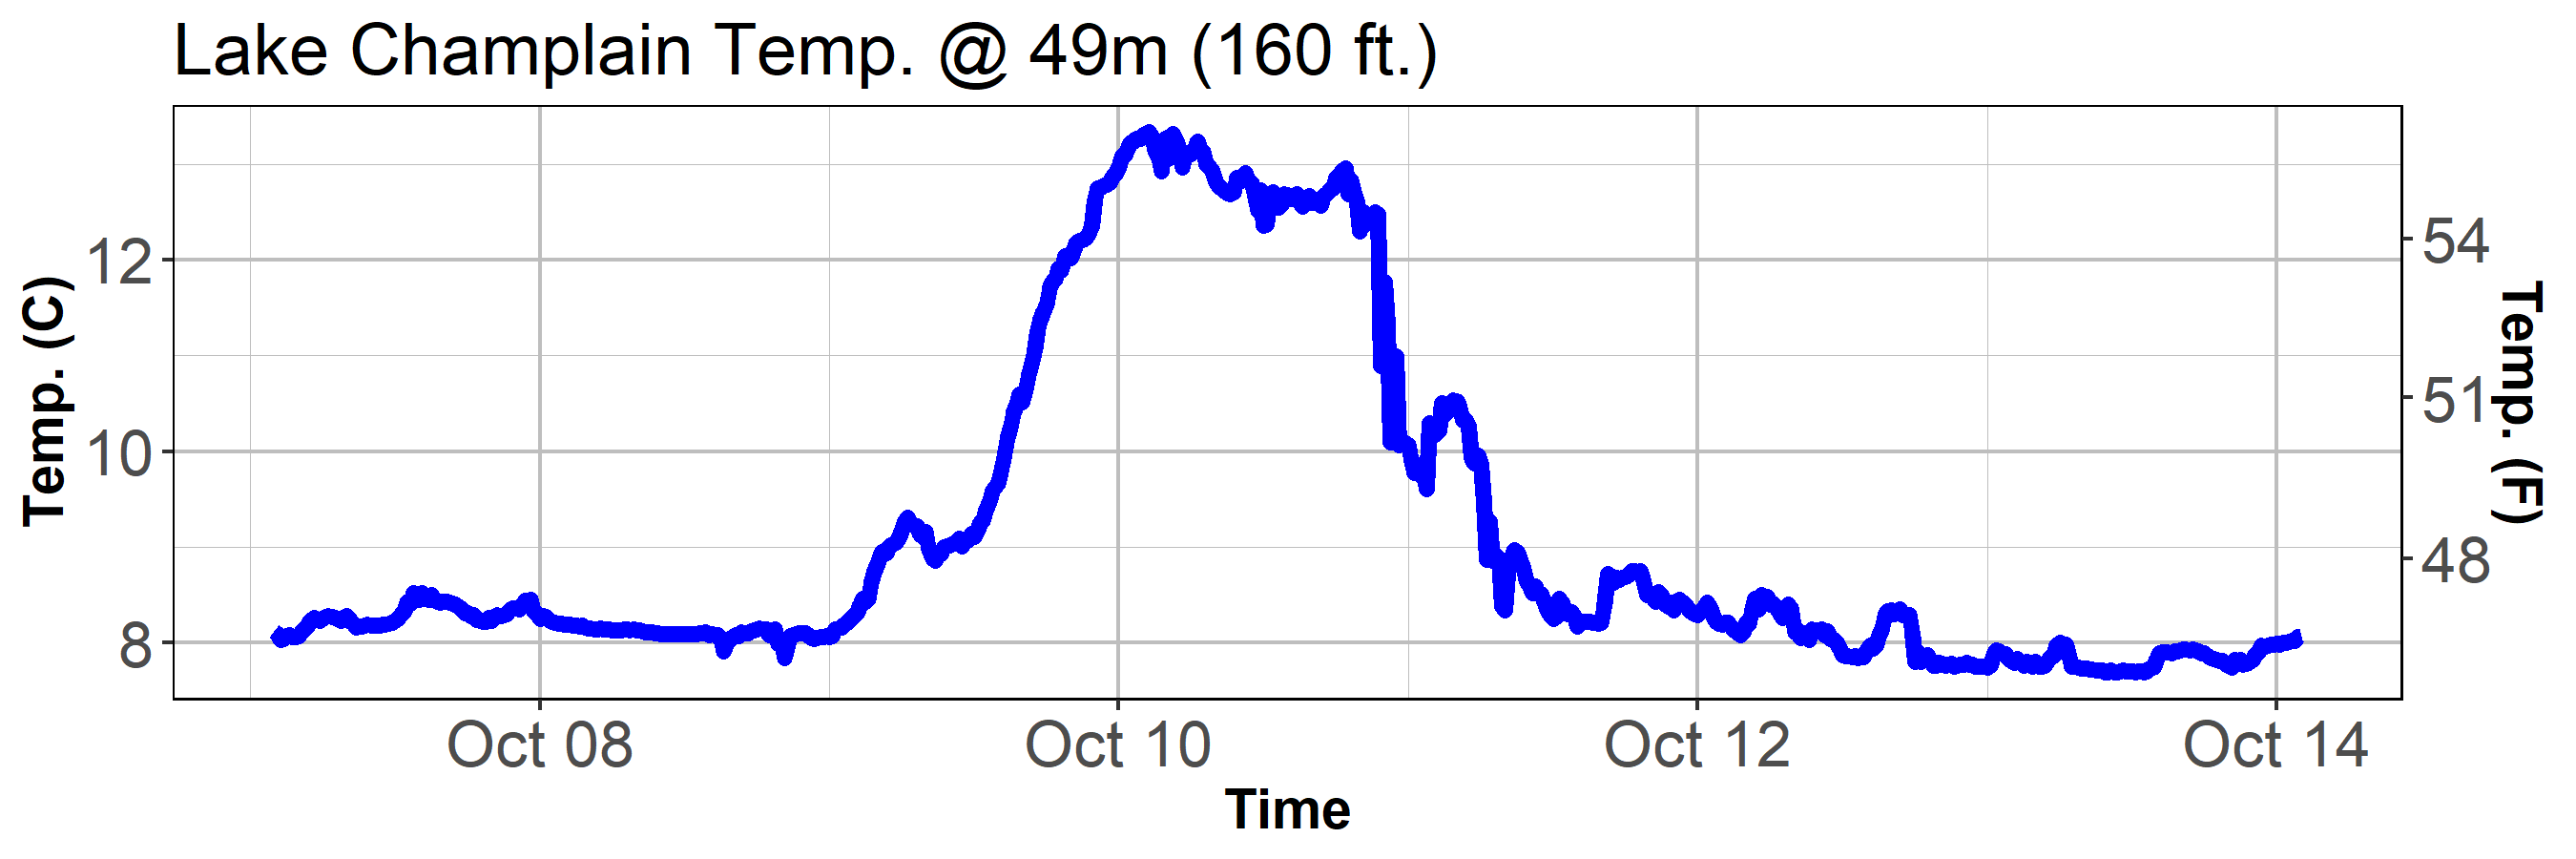 Lake Champlain Temp. @ 49m (160 ft.)
Temp. (C)
12
10
8
54
51
48
Temp. (F)
Oct 08
Oct 10
Oct 12
Oct 14
Time